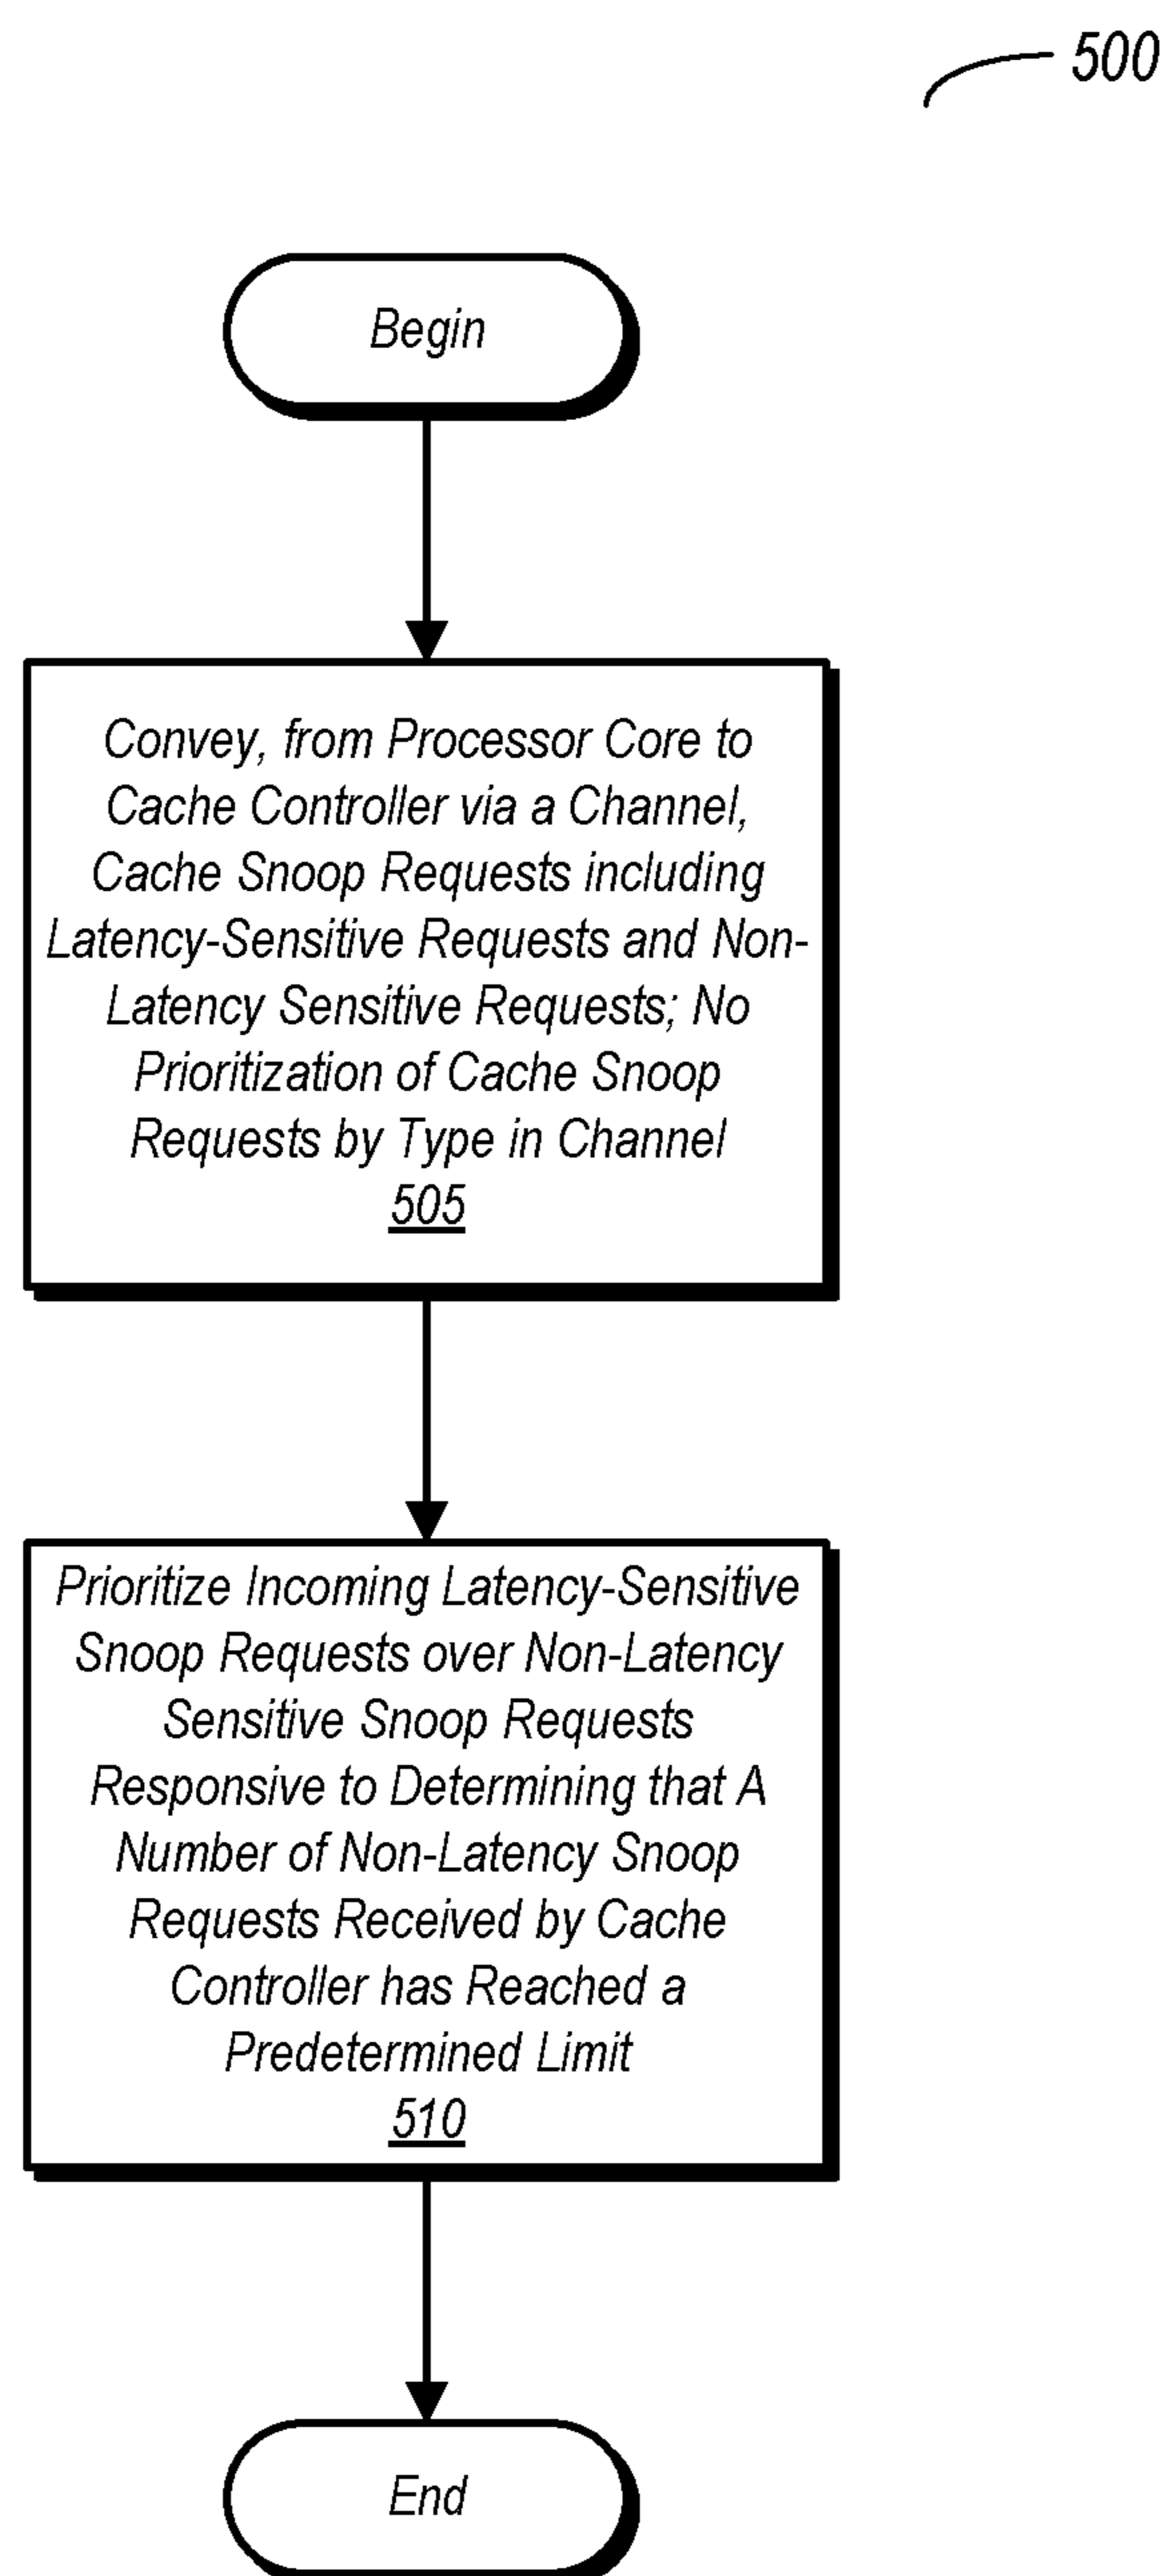 500
Begin
Convey, from Processor Core to
Cache Controller via a Channel,
Cache Snoop Requests including
Latency-Sensitive Requests and Non-
Latency Sensitive Requests; No
Prioritization of Cache Snoop
Requests by Type in Channel
505
Prioritize Incoming Latency-Sensitive
Snoop Requests over Non-Latency
Sensitive Snoop Requests
Responsive to Determining that A
Number of Non-Latency Snoop
Requests Received by Cache
Controller has Reached a
Predetermined Limit
510
End